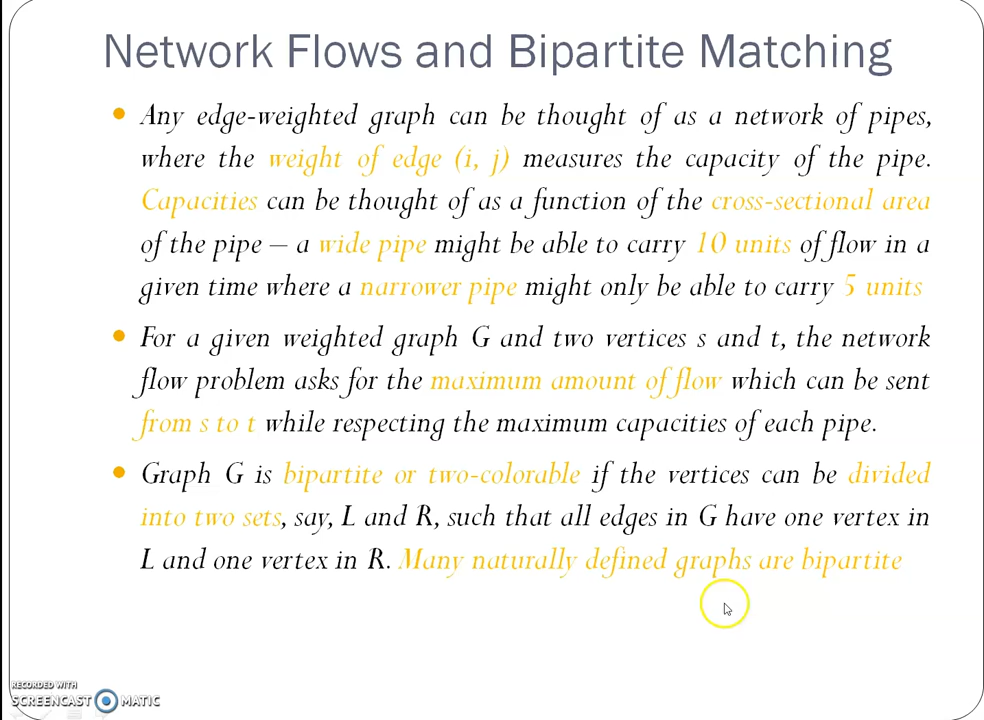 Network Flows and Bipartite Matching
• Any edge-weighted graph can be thought of as a network of pipes,
where the weight of edge (i, j) measures the capacity of the pipe.
Capacities can be thought of as a function of the cross-sectional area
of the pipe – a wide pipe might be able to carry 10 units of flow in a
given time where a narrower pipe might only be able to carry 5 units
• For a given weighted graph G and two vertices s and t, the network
flow problem asks for the maximum amount of flow which can be sent
from s to t while respecting the maximum capacities of each pipe.
• Graph G is bipartite or two-colorable if the vertices can be divided
into two sets, say, L and R, such that all edges in G have one vertex in
L and one vertex in R. Many naturally defined graphs are bipartite
RECORDED WITH
SCREENCAST MATIC